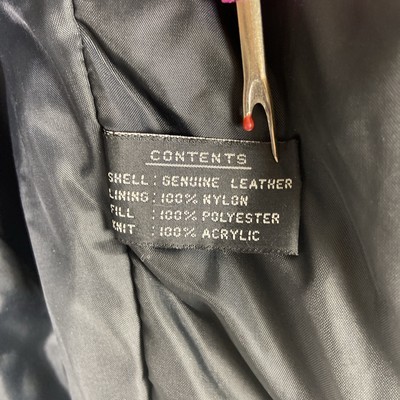 CONTENTS
SHELL: GENUINE LEATHER
LINING: 100% NYLON
FILL : 100% POLYESTER
KNIT : 100% ACRYLIC